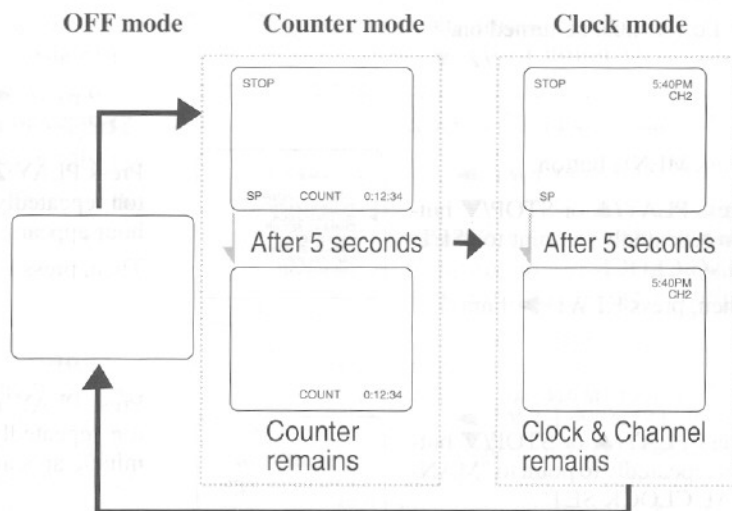 OFF mode
Counter mode
Clock mode
STOP
SP COUNT 0:12:34
After 5 seconds
COUNT 0:12:34
Counter
remains
STOP 5:40PM
CH2
SP
After 5 seconds
5:40PM
CH2
Clock & Channel
remains